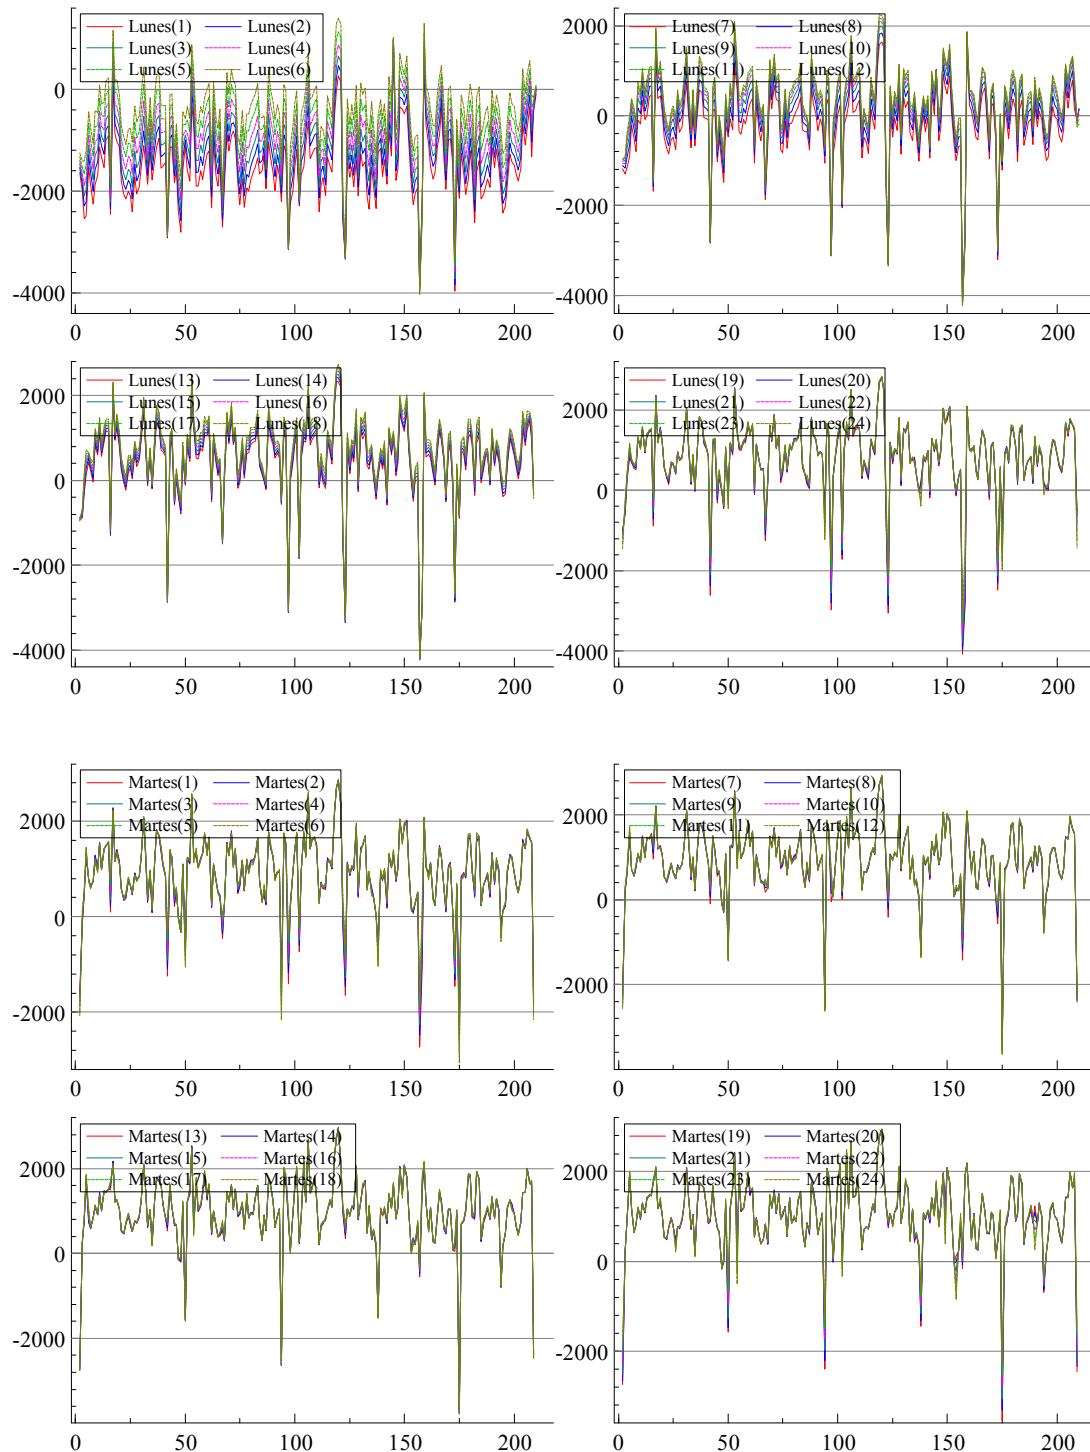 Lunes(1) Lunes(2)
Lunes(3) Lunes(4)
Lunes(5) Lunes(6)
0
-2000
-4000
0 50 100 150 200
Lunes(7) Lunes(8)
Lunes(9) Lunes(10)
Lunes(11) Lunes(12)
2000
0
-2000
-4000
0 50 100 150 200
Lunes(13) Lunes(14)
Lunes(15) Lunes(16)
Lunes(17) Lunes(18)
2000
0
-2000
-4000
0 50 100 150 200
Lunes(19) Lunes(20)
Lunes(21) Lunes(22)
Lunes(23) Lunes(24)
2000
0
-2000
-4000
0 50 100 150 200
Martes(1) Martes(2)
Martes(3) Martes(4)
Martes(5) Martes(6)
2000
0
-2000
0 50 100 150 200
Martes(7) Martes(8)
Martes(9) Martes(10)
Martes(11) Martes(12)
2000
0
-2000
0 50 100 150 200
Martes(13) Martes(14)
Martes(15) Martes(16)
Martes(17) Martes(18)
2000
0
-2000
0 50 100 150 200
Martes(19) Martes(20)
Martes(21) Martes(22)
Martes(23) Martes(24)
2000
0
-2000
0 50 100 150 200